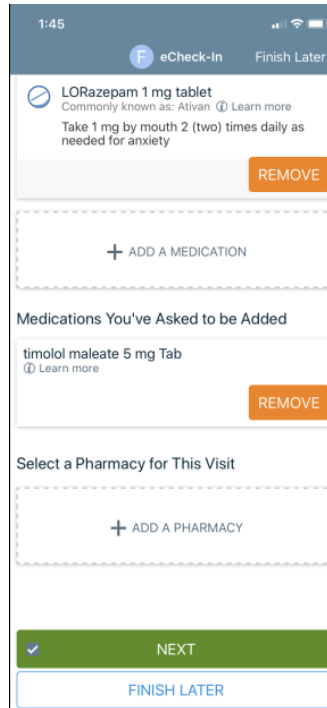 1:45
F eCheck-In Finish Later
LORazepam 1 mg tablet
Commonly known as: Ativan Learn more
Take 1 mg by mouth 2 (two) times daily as
needed for anxiety
REMOVE
+ ADD A MEDICATION
Medications You've Asked to be Added
timolol maleate 5 mg Tab
Learn more
REMOVE
Select a Pharmacy for This Visit
+ ADD A PHARMACY
NEXT
FINISH LATER